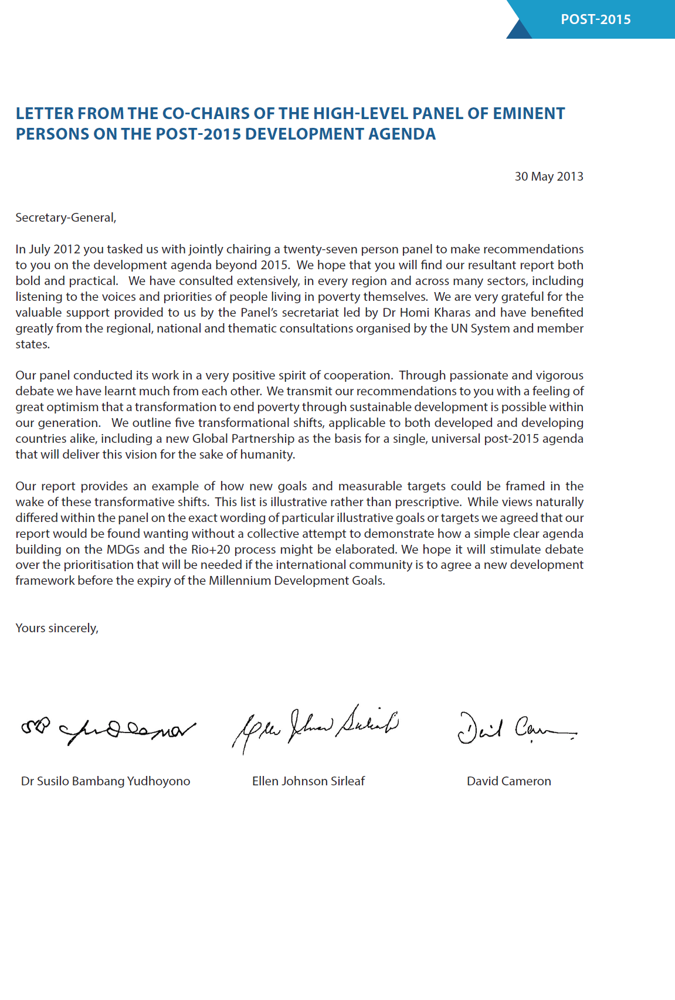 POST-2015
LETTER FROM THE CO-CHAIRS OF THE HIGH-LEVEL PANEL OF EMINENT
PERSONS ON THE POST-2015 DEVELOPMENT AGENDA
30 May 2013
Secretary-General,
In July 2012 you tasked us with jointly chairing a twenty-seven person panel to make recommendations
to you on the development agenda beyond 2015. We hope that you will find our resultant report both
bold and practical. We have consulted extensively, in every region and across many sectors, including
listening to the voices and priorities of people living in poverty themselves. We are very grateful for the
valuable support provided to us by the Panel's secretariat led by Dr Homi Kharas and have benefited
greatly from the regional, national and thematic consultations organised by the UN System and member
states.
Our panel conducted its work in a very positive spirit of cooperation. Through passionate and vigorous
debate we have learnt much from each other. We transmit our recommendations to you with a feeling of
great optimism that a transformation to end poverty through sustainable development is possible within
our generation. We outline five transformational shifts, applicable to both developed and developing
countries alike, including a new Global Partnership as the basis for a single, universal post-2015 agenda
that will deliver this vision for the sake of humanity.
Our report provides an example of how new goals and measurable targets could be framed in the
wake of these transformative shifts. This list is illustrative rather than prescriptive. While views naturally
differed within the panel on the exact wording of particular illustrative goals or targets we agreed that our
report would be found wanting without a collective attempt to demonstrate how a simple clear agenda
building on the MDGs and the Rio+20 process might be elaborated. We hope it will stimulate debate
over the prioritisation that will be needed if the international community is to agree a new development
framework before the expiry of the Millennium Development Goals.
Yours sincerely,
Dr Susilo Bambang Yudhoyono
Ellen Johnson Sirleaf
David Cameron